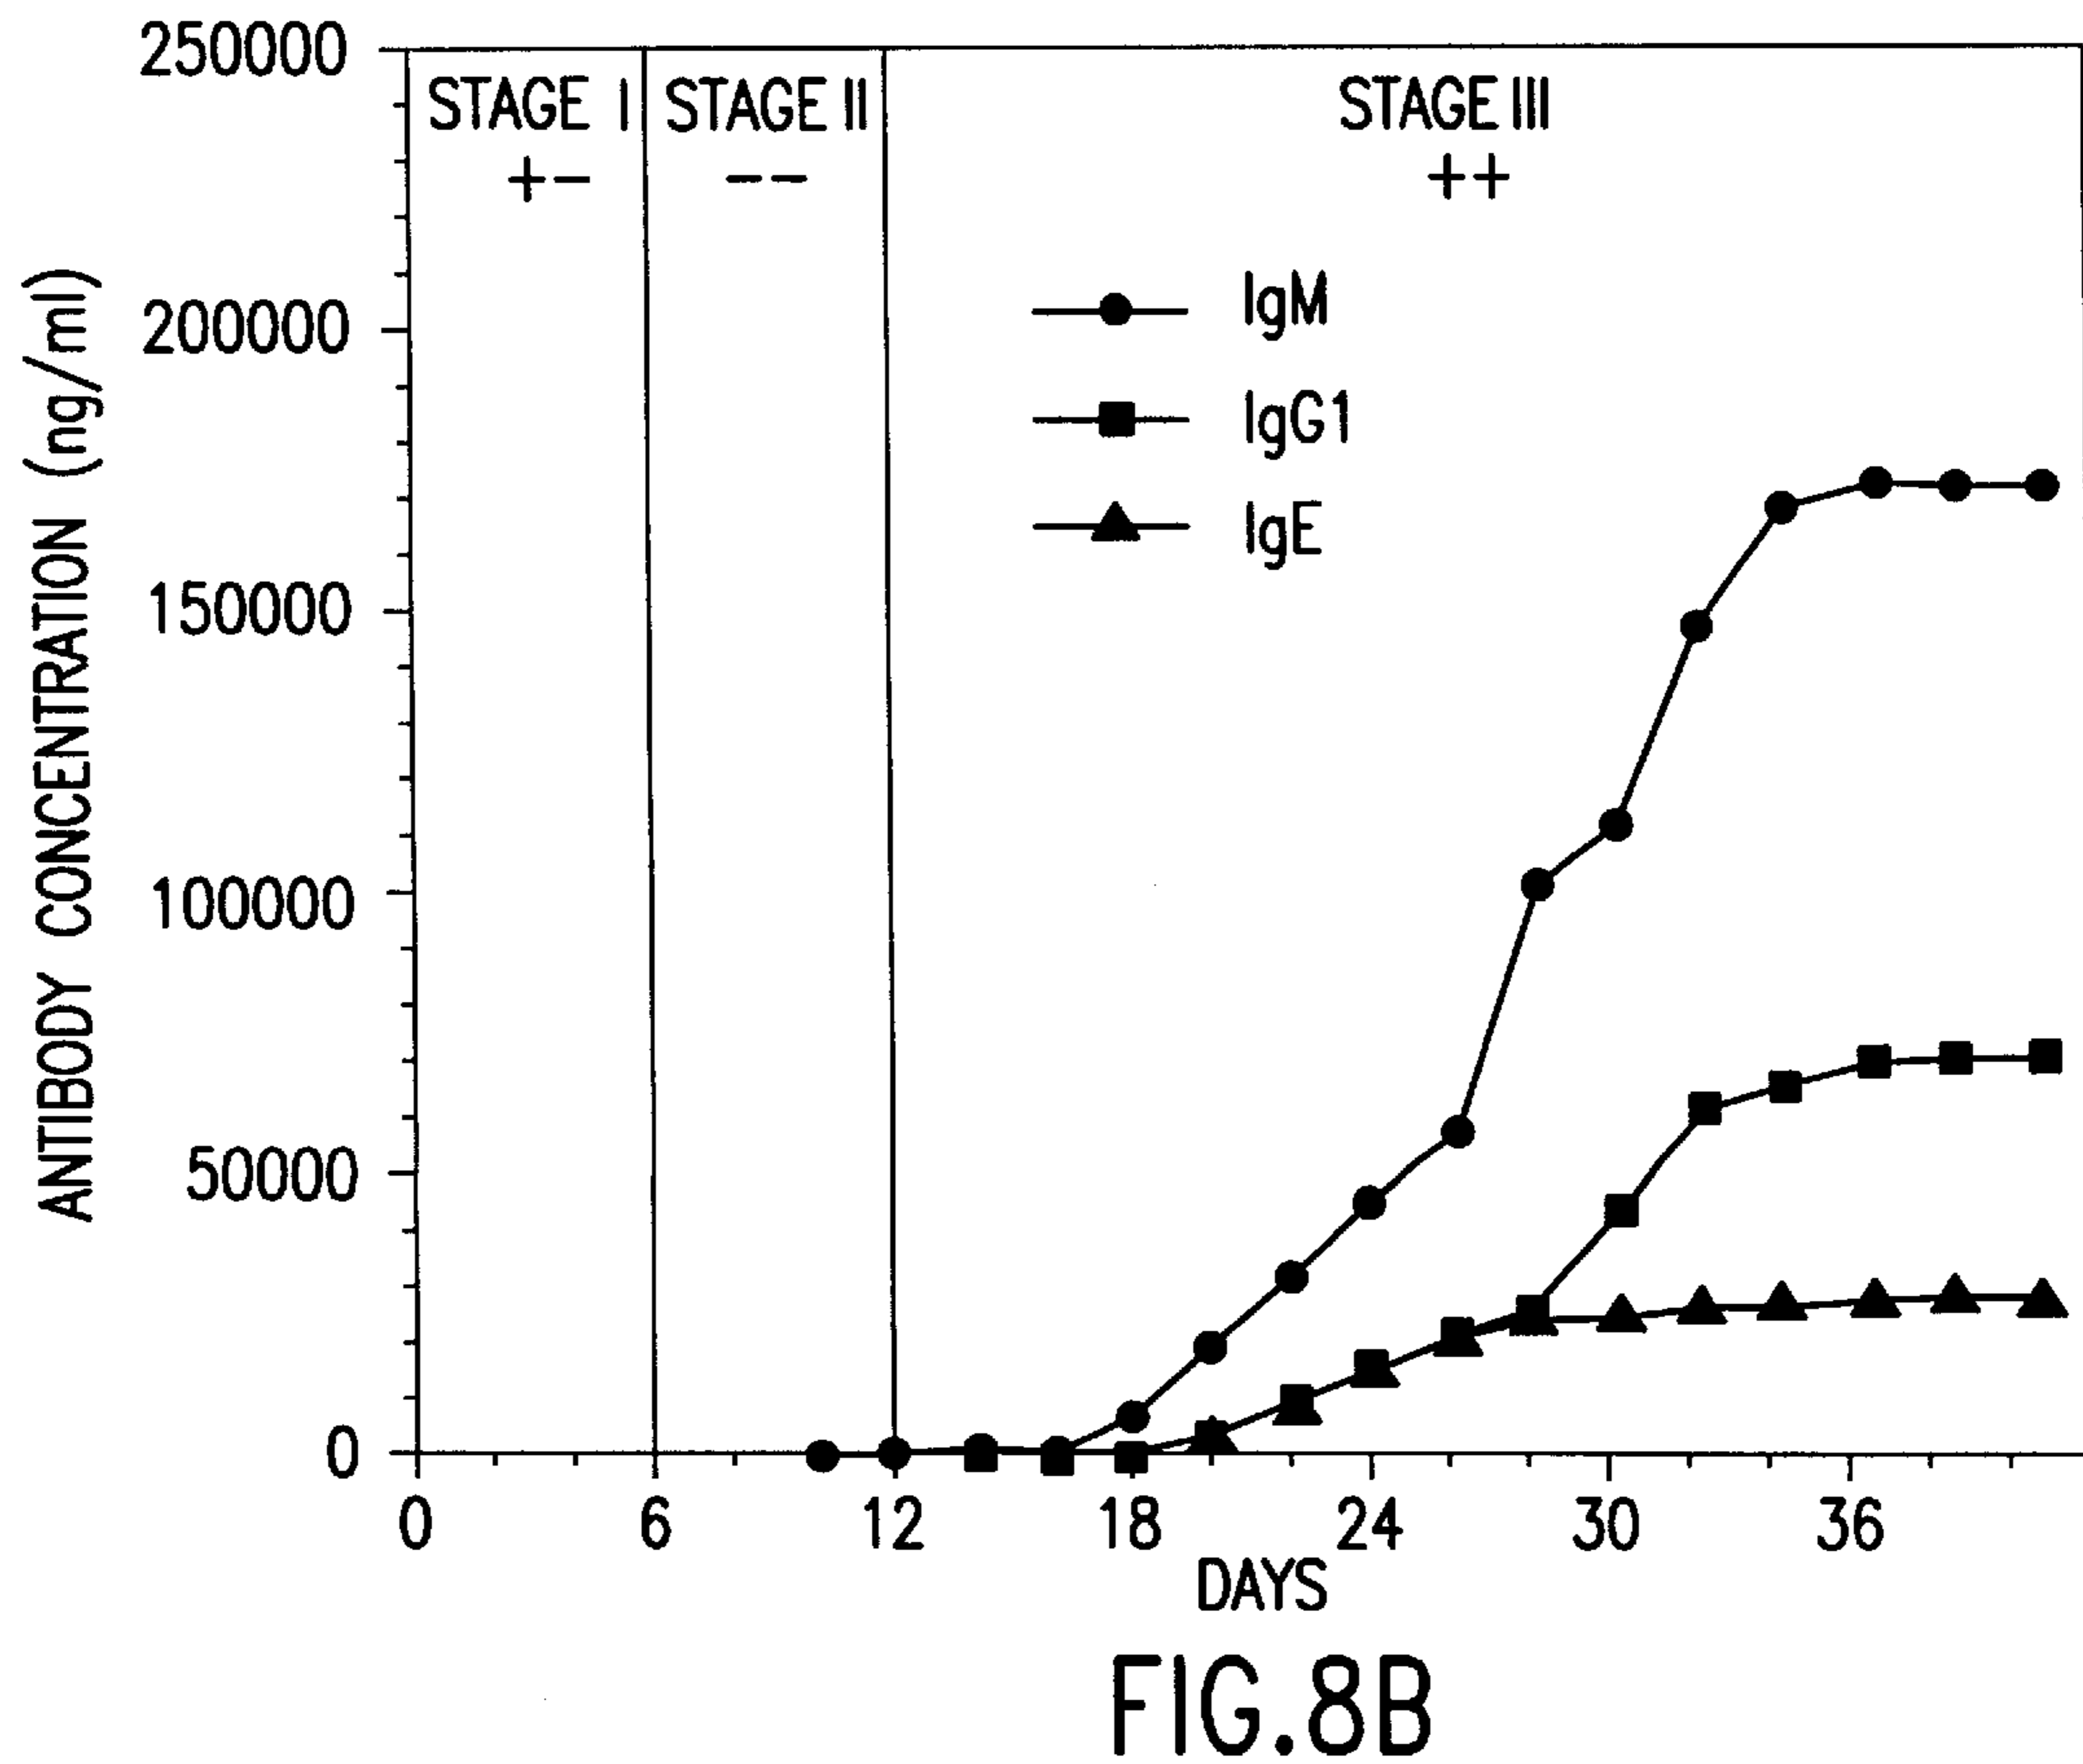 250000
STAGE I STAGE II STAGE III
+- -- ++
200000
IgM
IgG1
IgE
150000
100000
50000
0
ANTIBODY CONCENTRATION (ng/ml)
0 6 12 18 24 30 36
DAYS
FIG.8B